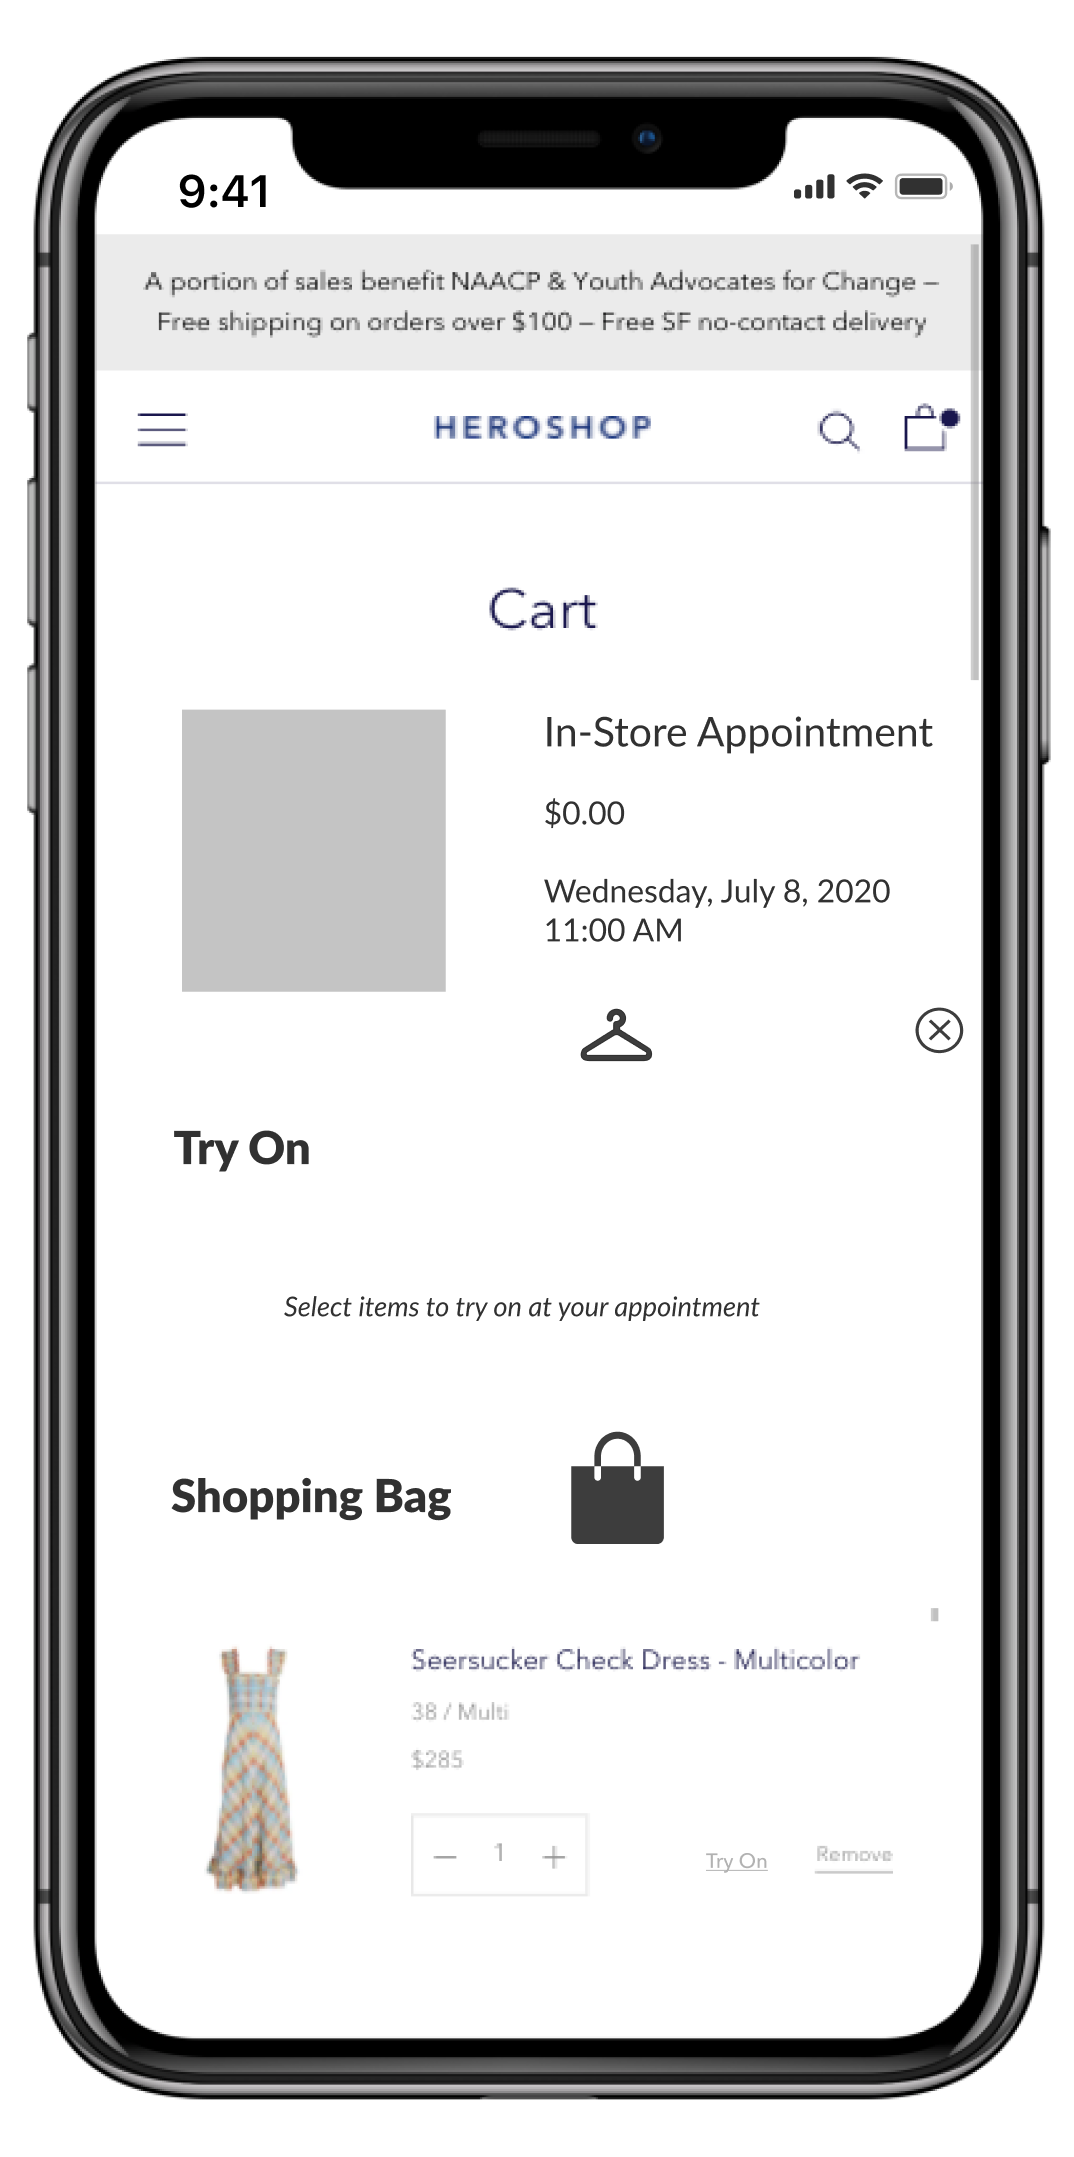 9:41
A portion of sales benefit NAACP & Youth Advocates for Change –
Free shipping on orders over $100 – Free SF no-contact delivery
HEROSHOP
Cart
In-Store Appointment
$0.00
Wednesday, July 8, 2020
11:00 AM
Try On
Select items to try on at your appointment
Shopping Bag
Seersucker Check Dress - Multicolor
38 / Multi
$285
— 1 +
Try On
Remove